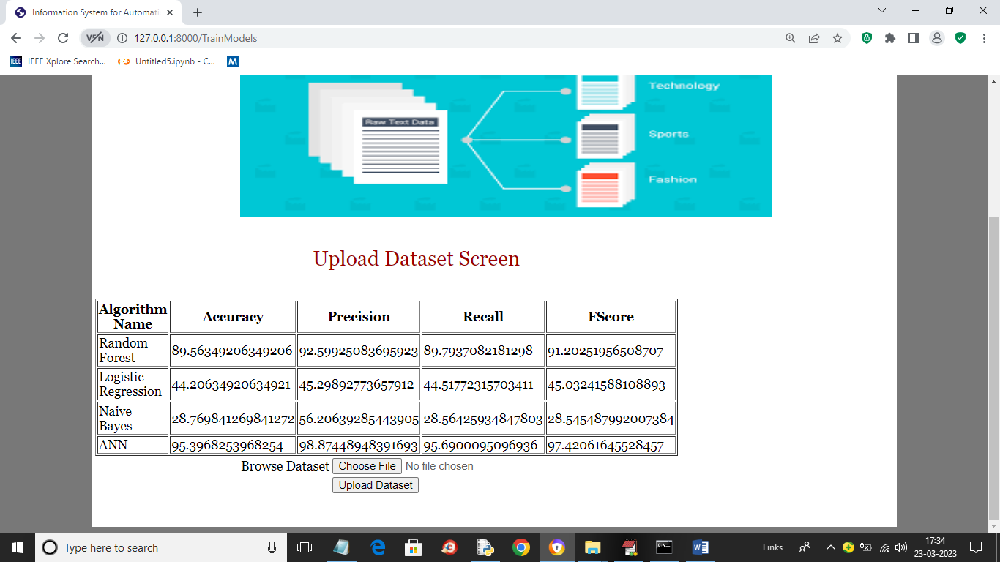 Information System for Automati
VPN
127.0.0.1:8000/TrainModels
IEEE IEEE Xplore Search... Untitled5.ipynb - C... M
Technology
Raw Text Data
Sports
Fashion
Upload Dataset Screen
Algorithm Name Accuracy Precision Recall FScore
Random Forest 89.56349206349206 92.59925083695923 89.7937082181298 91.20251956508707
Logistic Regression 44.20634920634921 45.29892773657912 44.51772315703411 45.03241588108893
Naive Bayes 28.769841269841272 56.20639285443905 28.56425934847803 28.545487992007384
ANN 95.3968253968254 98.87448948391693 95.6900095096936 97.42061645528457
Browse Dataset Choose File No file chosen
Upload Dataset
Type here to search
Links
17:34
23-03-2023